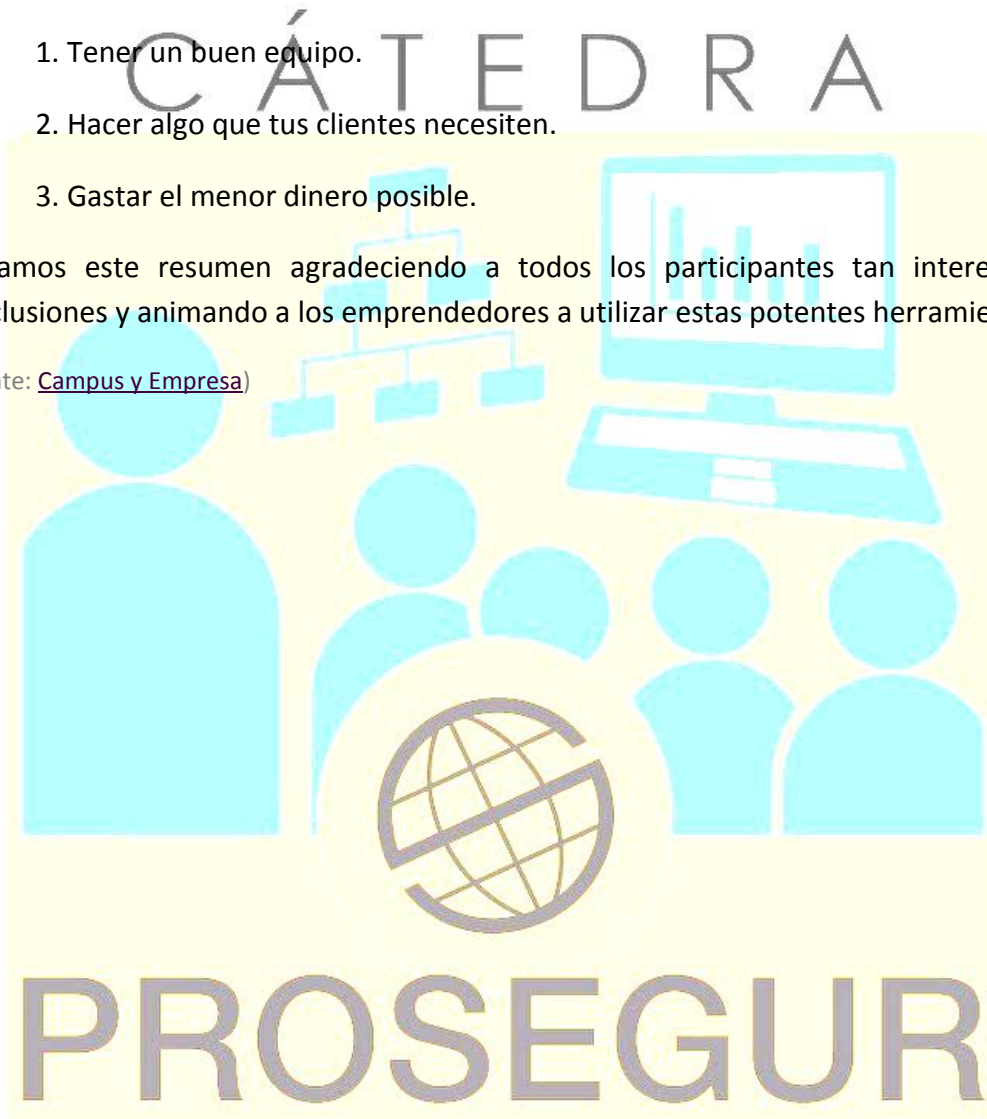 CÁTEDRA
1. Tener un buen equipo.
2. Hacer algo que tus clientes necesiten.
3. Gastar el menor dinero posible.
amos este resumen agradeciendo a todos los participantes tan intere
clusiones y animando a los emprendedores a utilizar estas potentes herramie
te: Campus y Empresa)
PROSEGUR